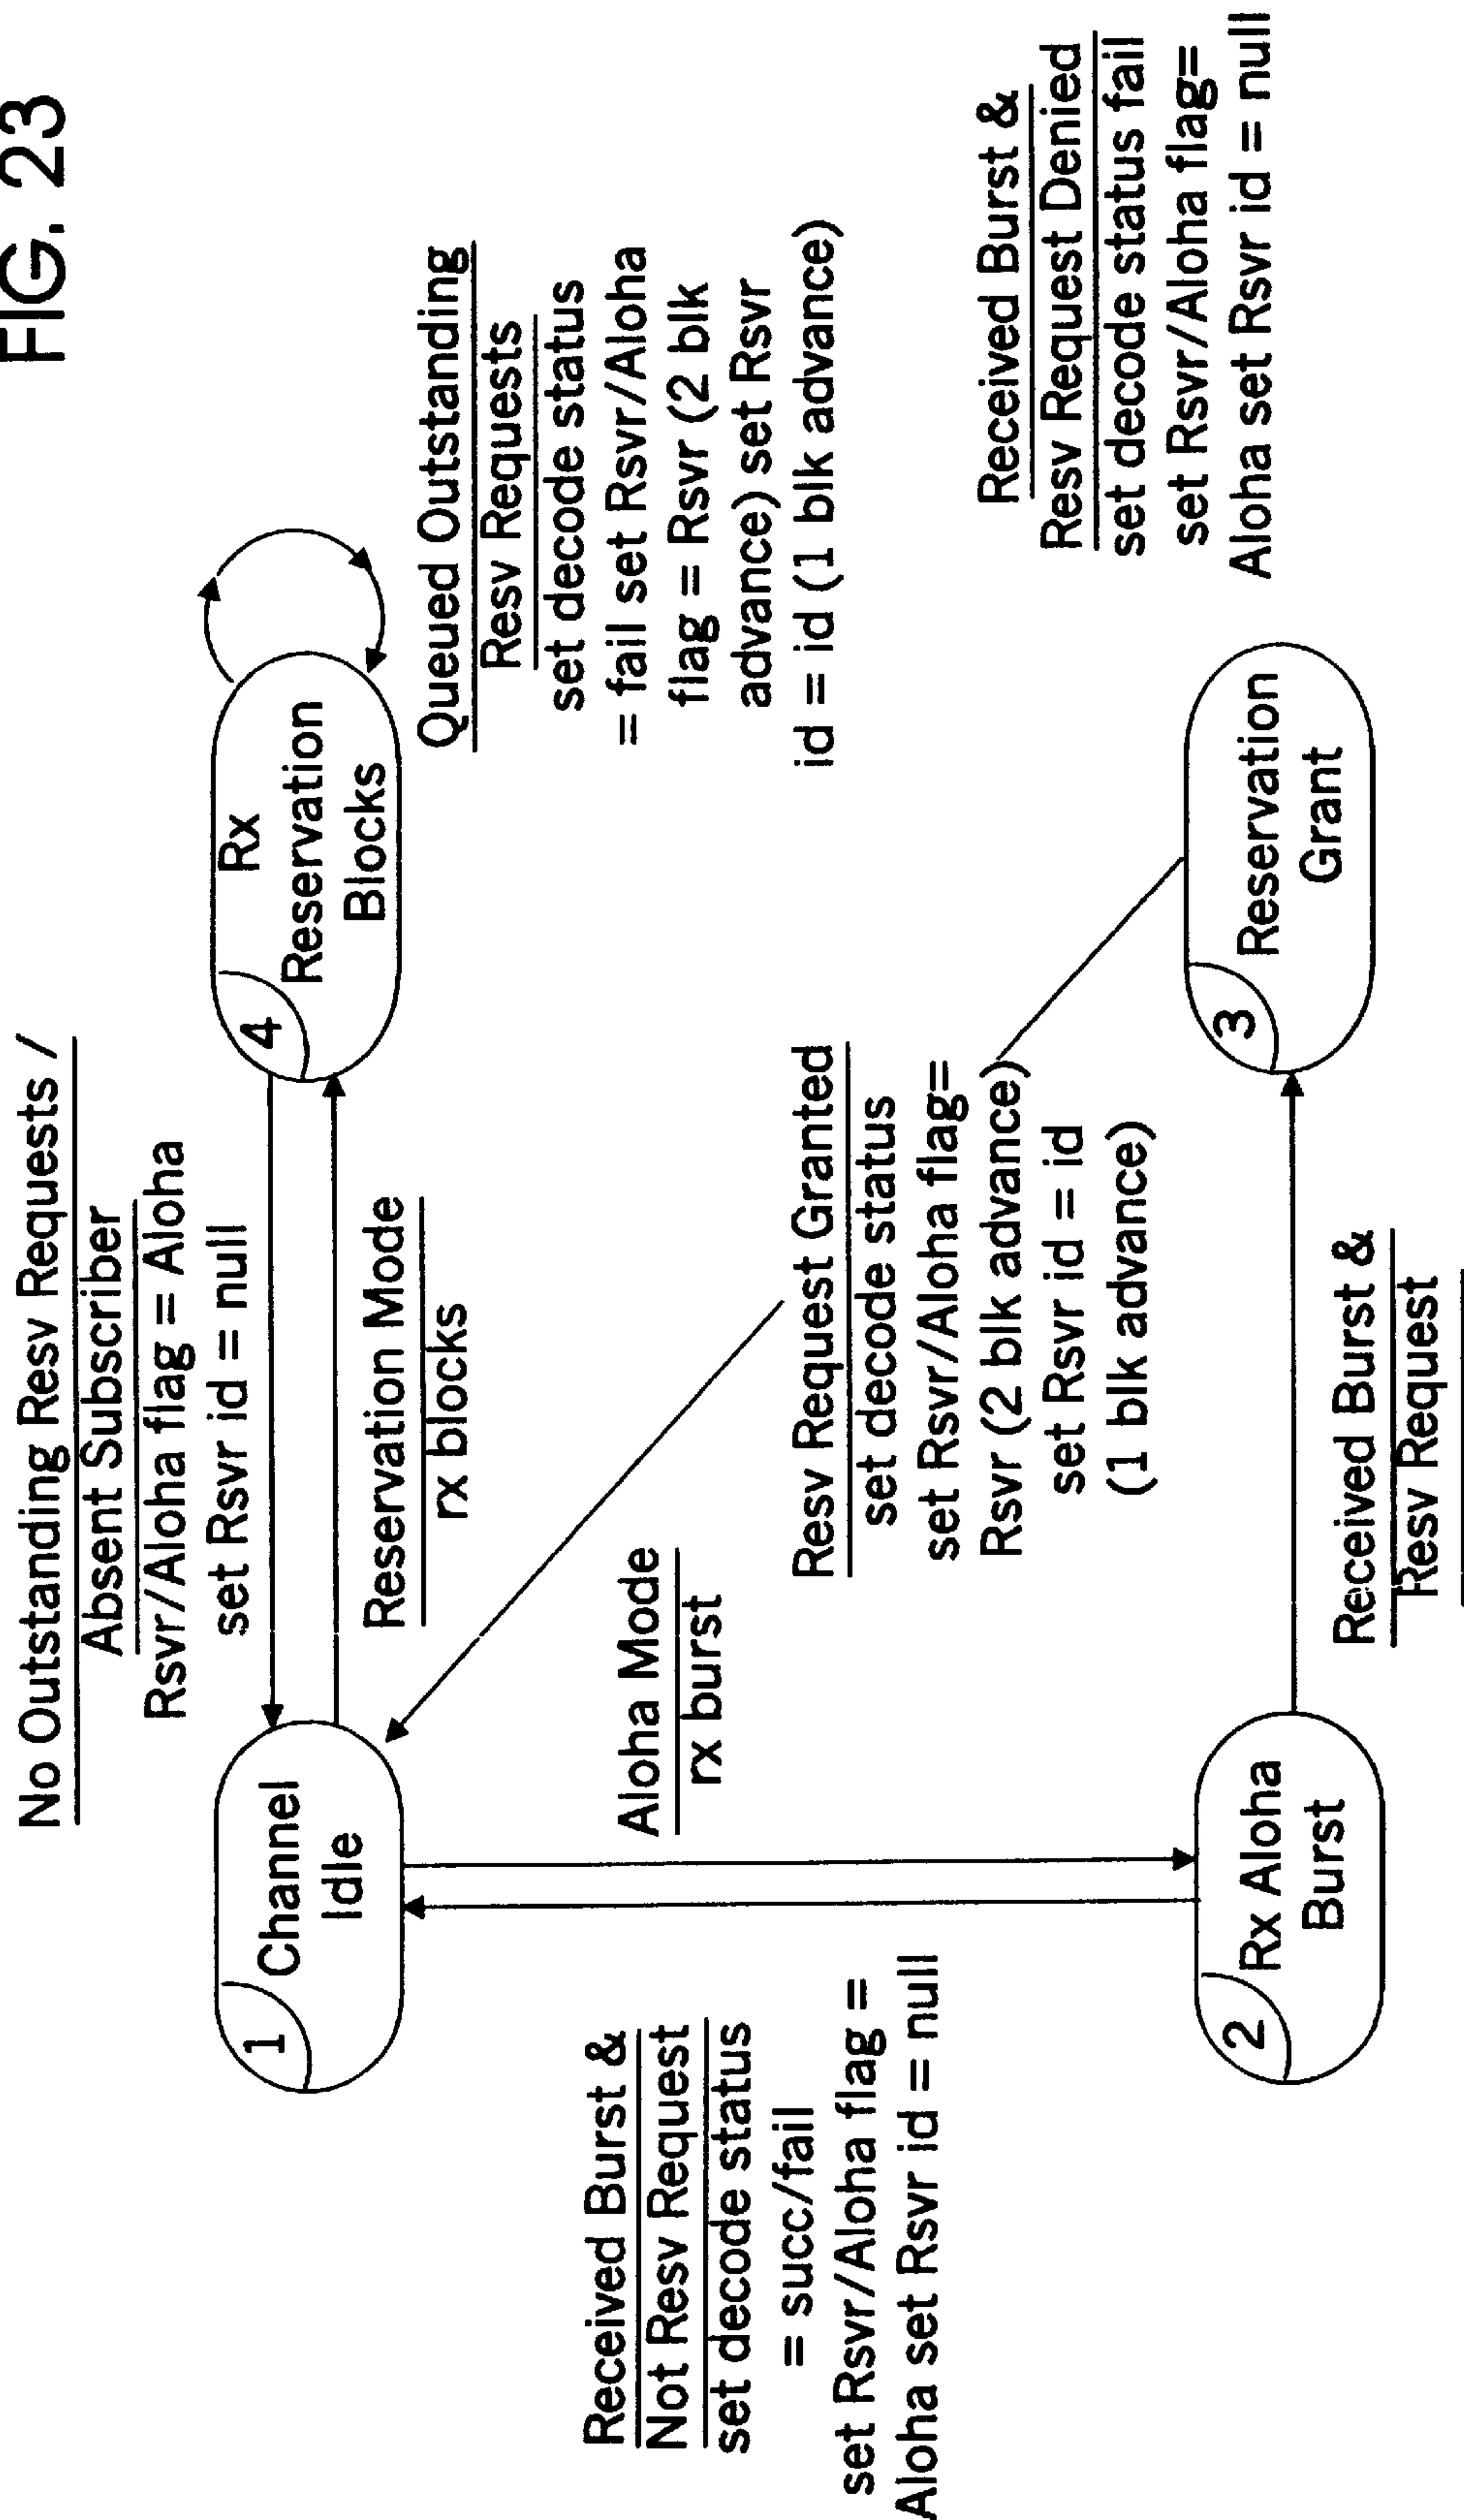 FIG. 23
No Outstanding Resv Requests /
Absent Subscriber
Rsvr/Aloha flag = Aloha
set Rsvr id = null
1
Channel
Idle
Reservation Mode
rx blocks
4
Rx
Reservation
Blocks
Queued Outstanding
Resv Requests
set decode status
= fail set Rsvr/Aloha
flag = Rsvr (2 blk
advance) set Rsvr
id = id (1 blk advance)
Received Burst &
Not Resv Request
set decode status
= succ/fail
set Rsvr/Aloha flag =
Aloha set Rsvr id = null
Aloha Mode
rx burst
Resv Request Granted
set decode status
set Rsvr/Aloha flag=
Rsvr (2 blk advance)
set Rsvr id = id
(1 blk advance)
Received Burst &
Resv Request Denied
set decode status fail
set Rsvr/Aloha flag=
Aloha set Rsvr id = null
2
Rx Aloha
Burst
Received Burst &
Resv Request
3
Reservation
Grant